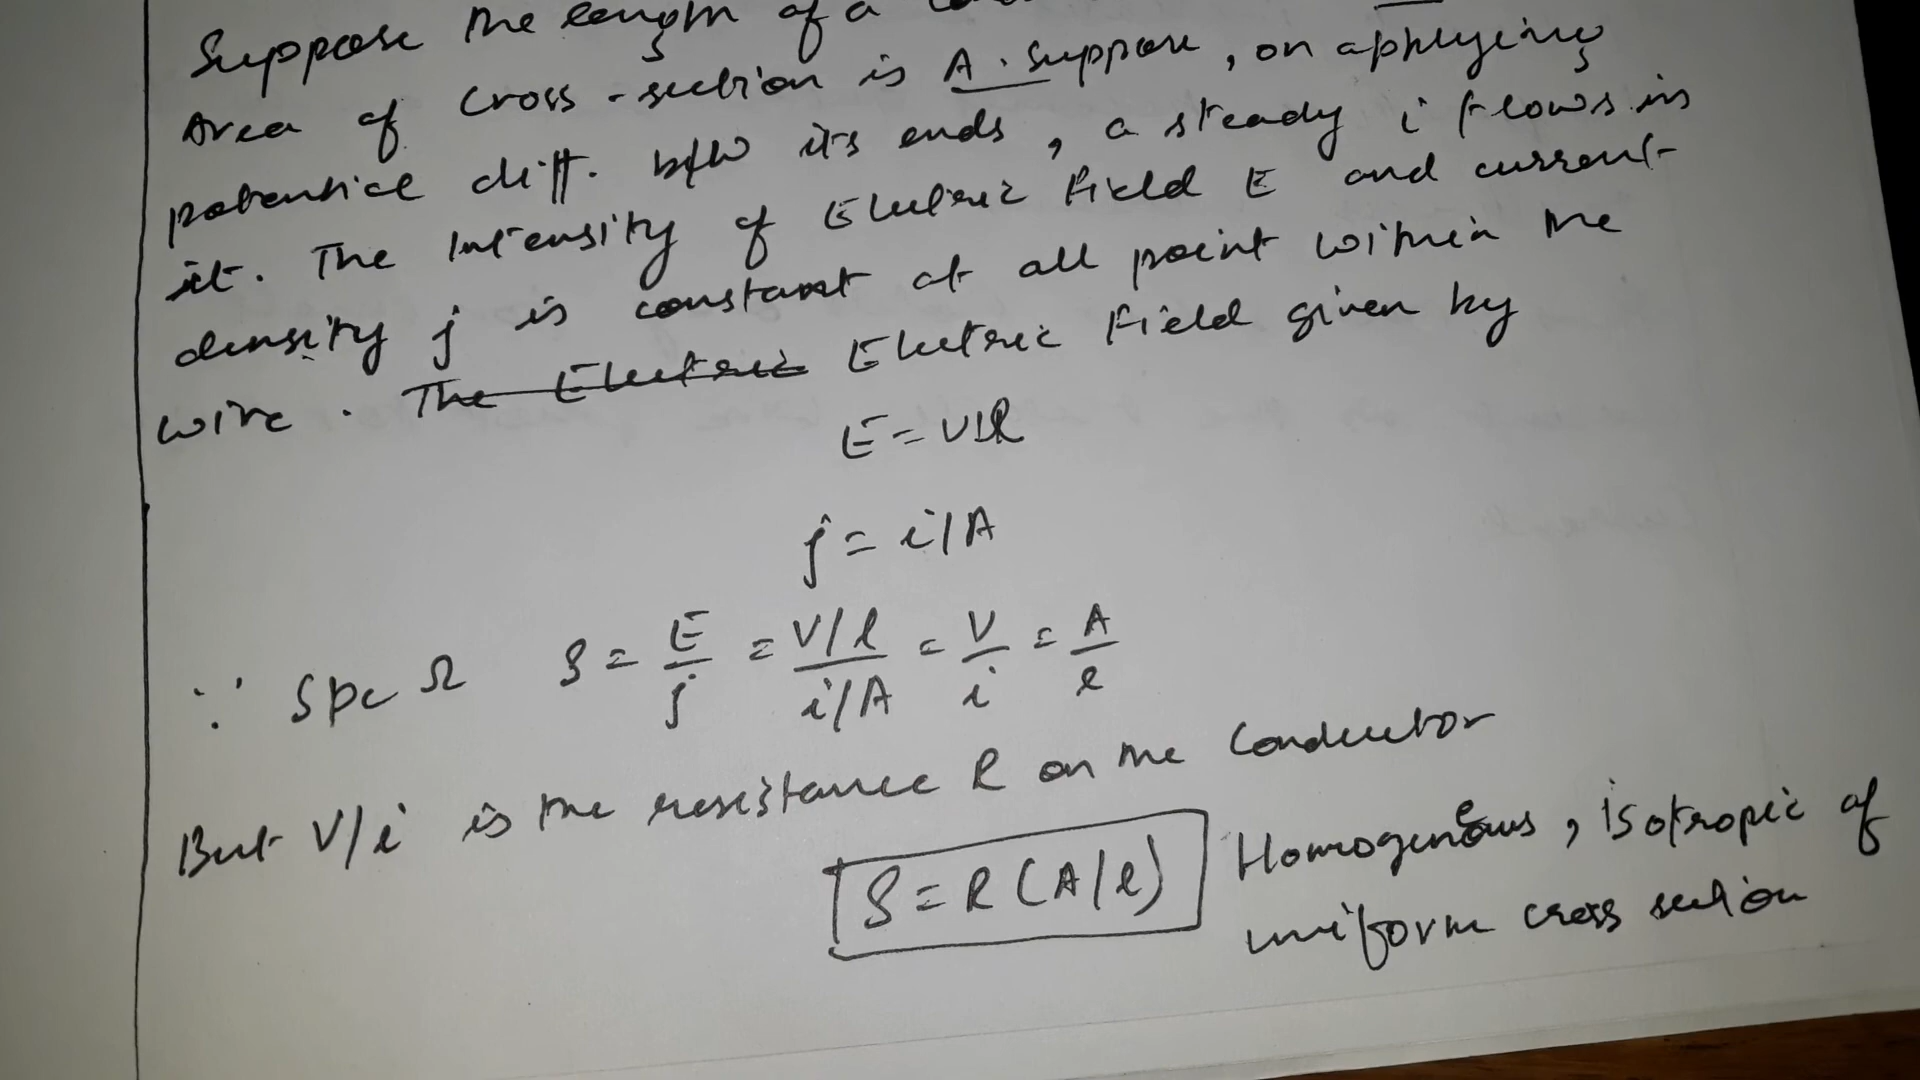 Suppose the length of a
Area of cross-section is A. Suppose, on applying
potential diff. b/w its ends, a steady i flows in
it. The Intensity of Electric Field E and current
density j is constant at all point within the
wire. The Electric Electric Field given by
E = V/l
j = i/A
∵ Spc Ω ρ = E/j = V/l / i/A = V/i = A/l
But V/i is the resistance R on the conductor
ρ = R(A/l) Homogeneous, isotropic of
uniform cross section